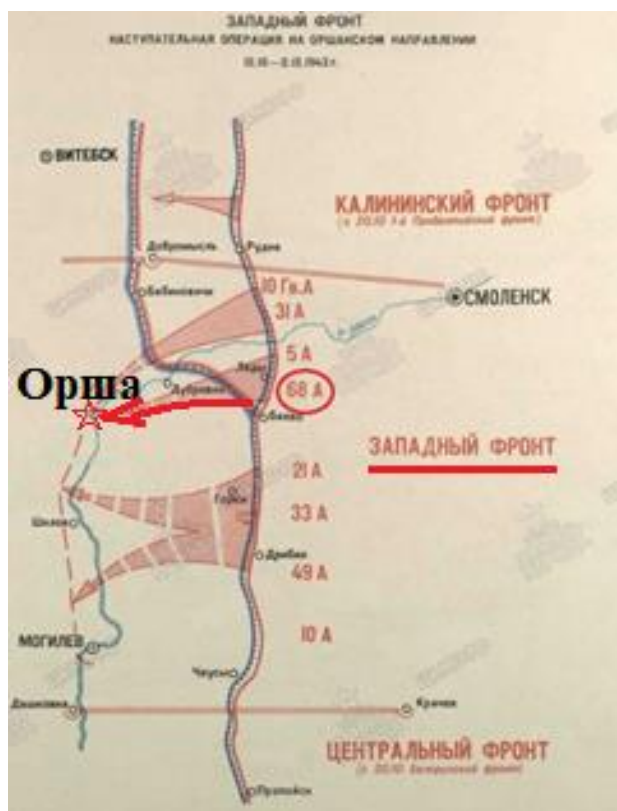 ЗАПАДНЫЙ ФРОНТ
НАСТУПАТЕЛЬНАЯ ОПЕРАЦИЯ НА ОРШАНСКОМ НАПРАВЛЕНИИ
ВИТЕБСК
КАЛИНИНСКИЙ ФРОНТ
Добромысль
Рудня
Бабиновичи
10 Гв.А
СМОЛЕНСК
31 А
5 А
Орша
Дубровно
68 А
Баево
ЗАПАДНЫЙ ФРОНТ
21 А
Горки
33 А
Шклов
Дрибин
49 А
10 А
МОГИЛЕВ
Чаусы
Дашковка
Кричев
ЦЕНТРАЛЬНЫЙ ФРОНТ
Пропойск